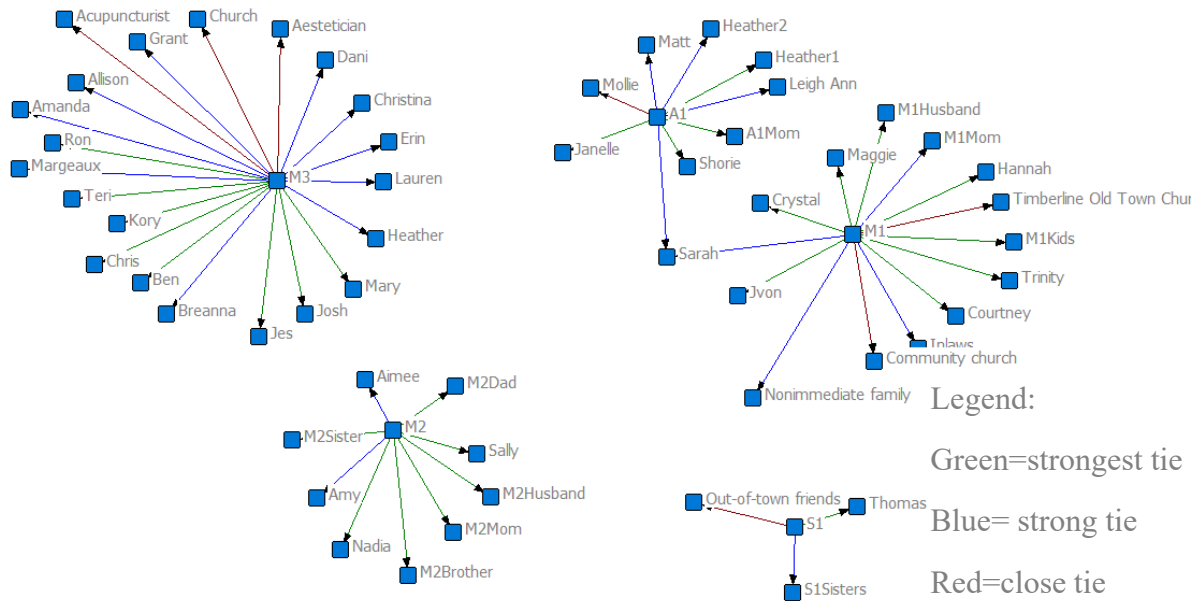 Acupuncturist
Church
Grant
Aestetician
Dani
Allison
Amanda
Christina
Ron
Erin
Margeaux
M3
Lauren
Teri
Kory
Heather
Chris
Ben
Mary
Breanna
Josh
Jes
Heather2
Matt
Heather1
Mollie
Leigh Ann
A1
A1Mom
Janelle
Shorie
M1Husband
M1Mom
Maggie
Hannah
Crystal
Timberline Old Town Chur
M1
M1Kids
Sarah
Trinity
Jvon
Courtney
Inlaws
Community church
Nonimmediate family
Aimee
M2Dad
M2
M2Sister
Sally
Amy
M2Husband
M2Mom
Nadia
M2Brother
Out-of-town friends
Thomas
S1
S1Sisters
Legend:
Green=strongest tie
Blue= strong tie
Red=close tie